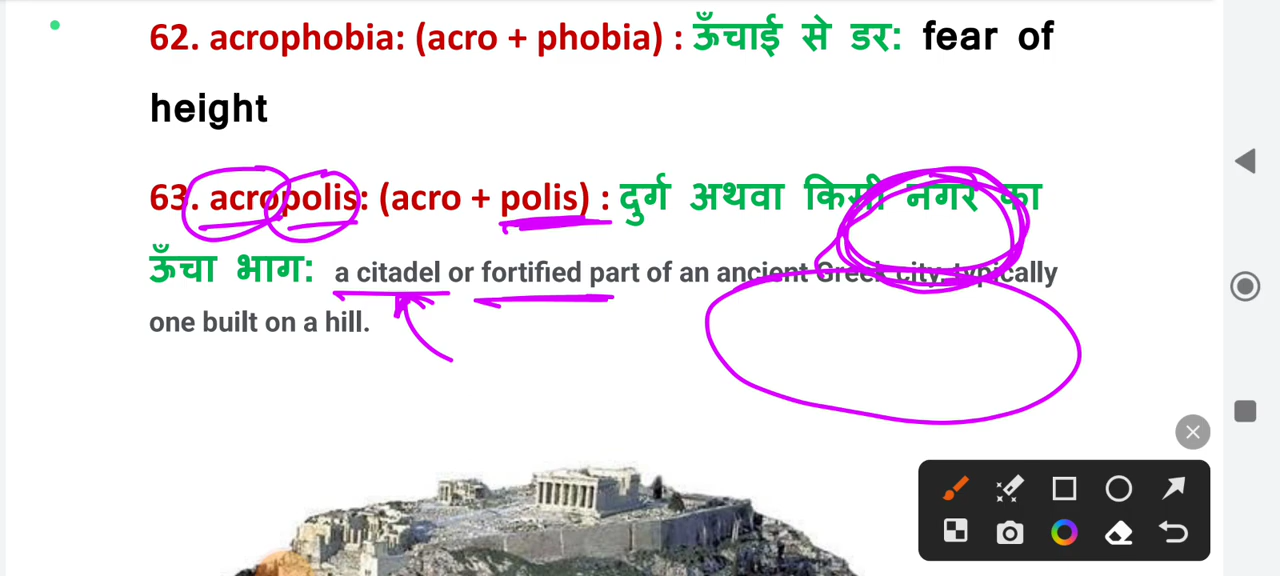 62. acrophobia: (acro + phobia) : ऊँचाई से डर: fear of
height
63. acropolis: (acro + polis) : दुर्ग अथवा किसी नगर का
ऊँचा भाग: a citadel or fortified part of an ancient Greek city, typically
one built on a hill.